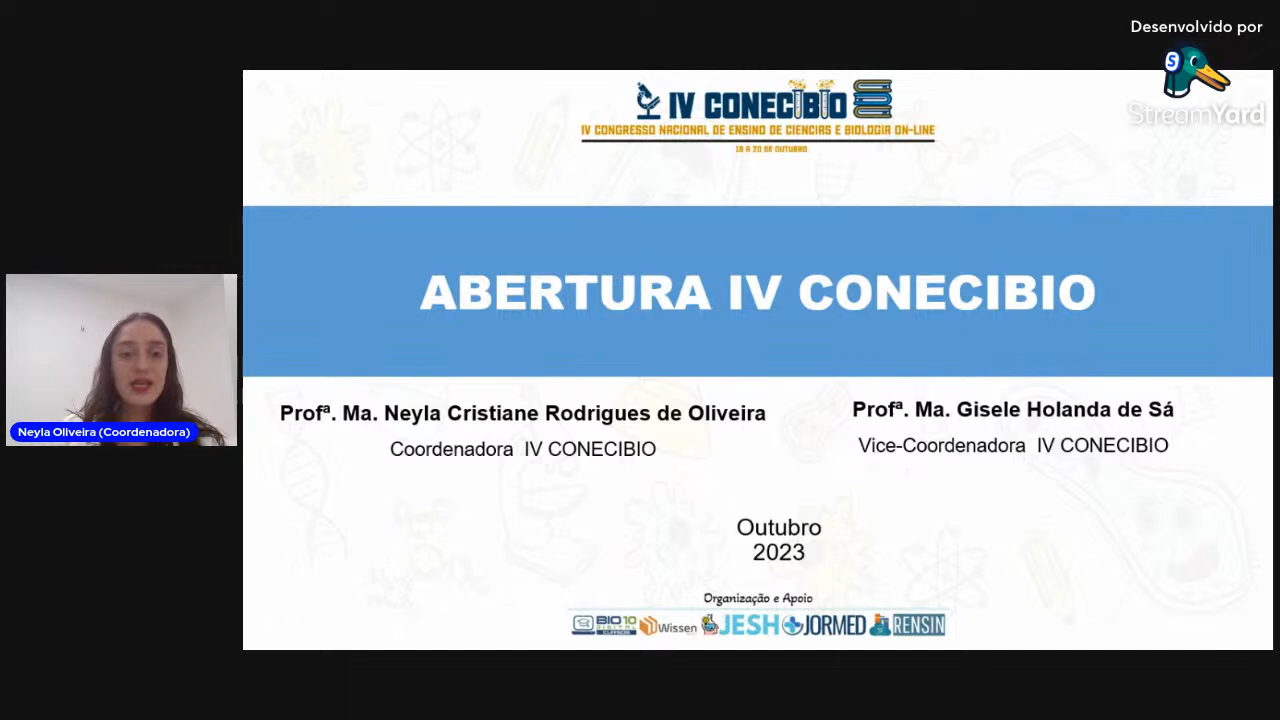 Desenvolvido por
StreamYard
IV CONECIBIO
IV CONGRESSO NACIONAL DE ENSINO DE CIENCIAS E BIOLOGIA ON-LINE
18 A 20 DE OUTUBRO
ABERTURA IV CONECIBIO
Profª. Ma. Neyla Cristiane Rodrigues de Oliveira
Coordenadora IV CONECIBIO
Profª. Ma. Gisele Holanda de Sá
Vice-Coordenadora IV CONECIBIO
Neyla Oliveira (Coordenadora)
Outubro
2023
Organização e Apoio
BIO10 DIGITAL CURSOS Wissen JESH JORMED RENSIN